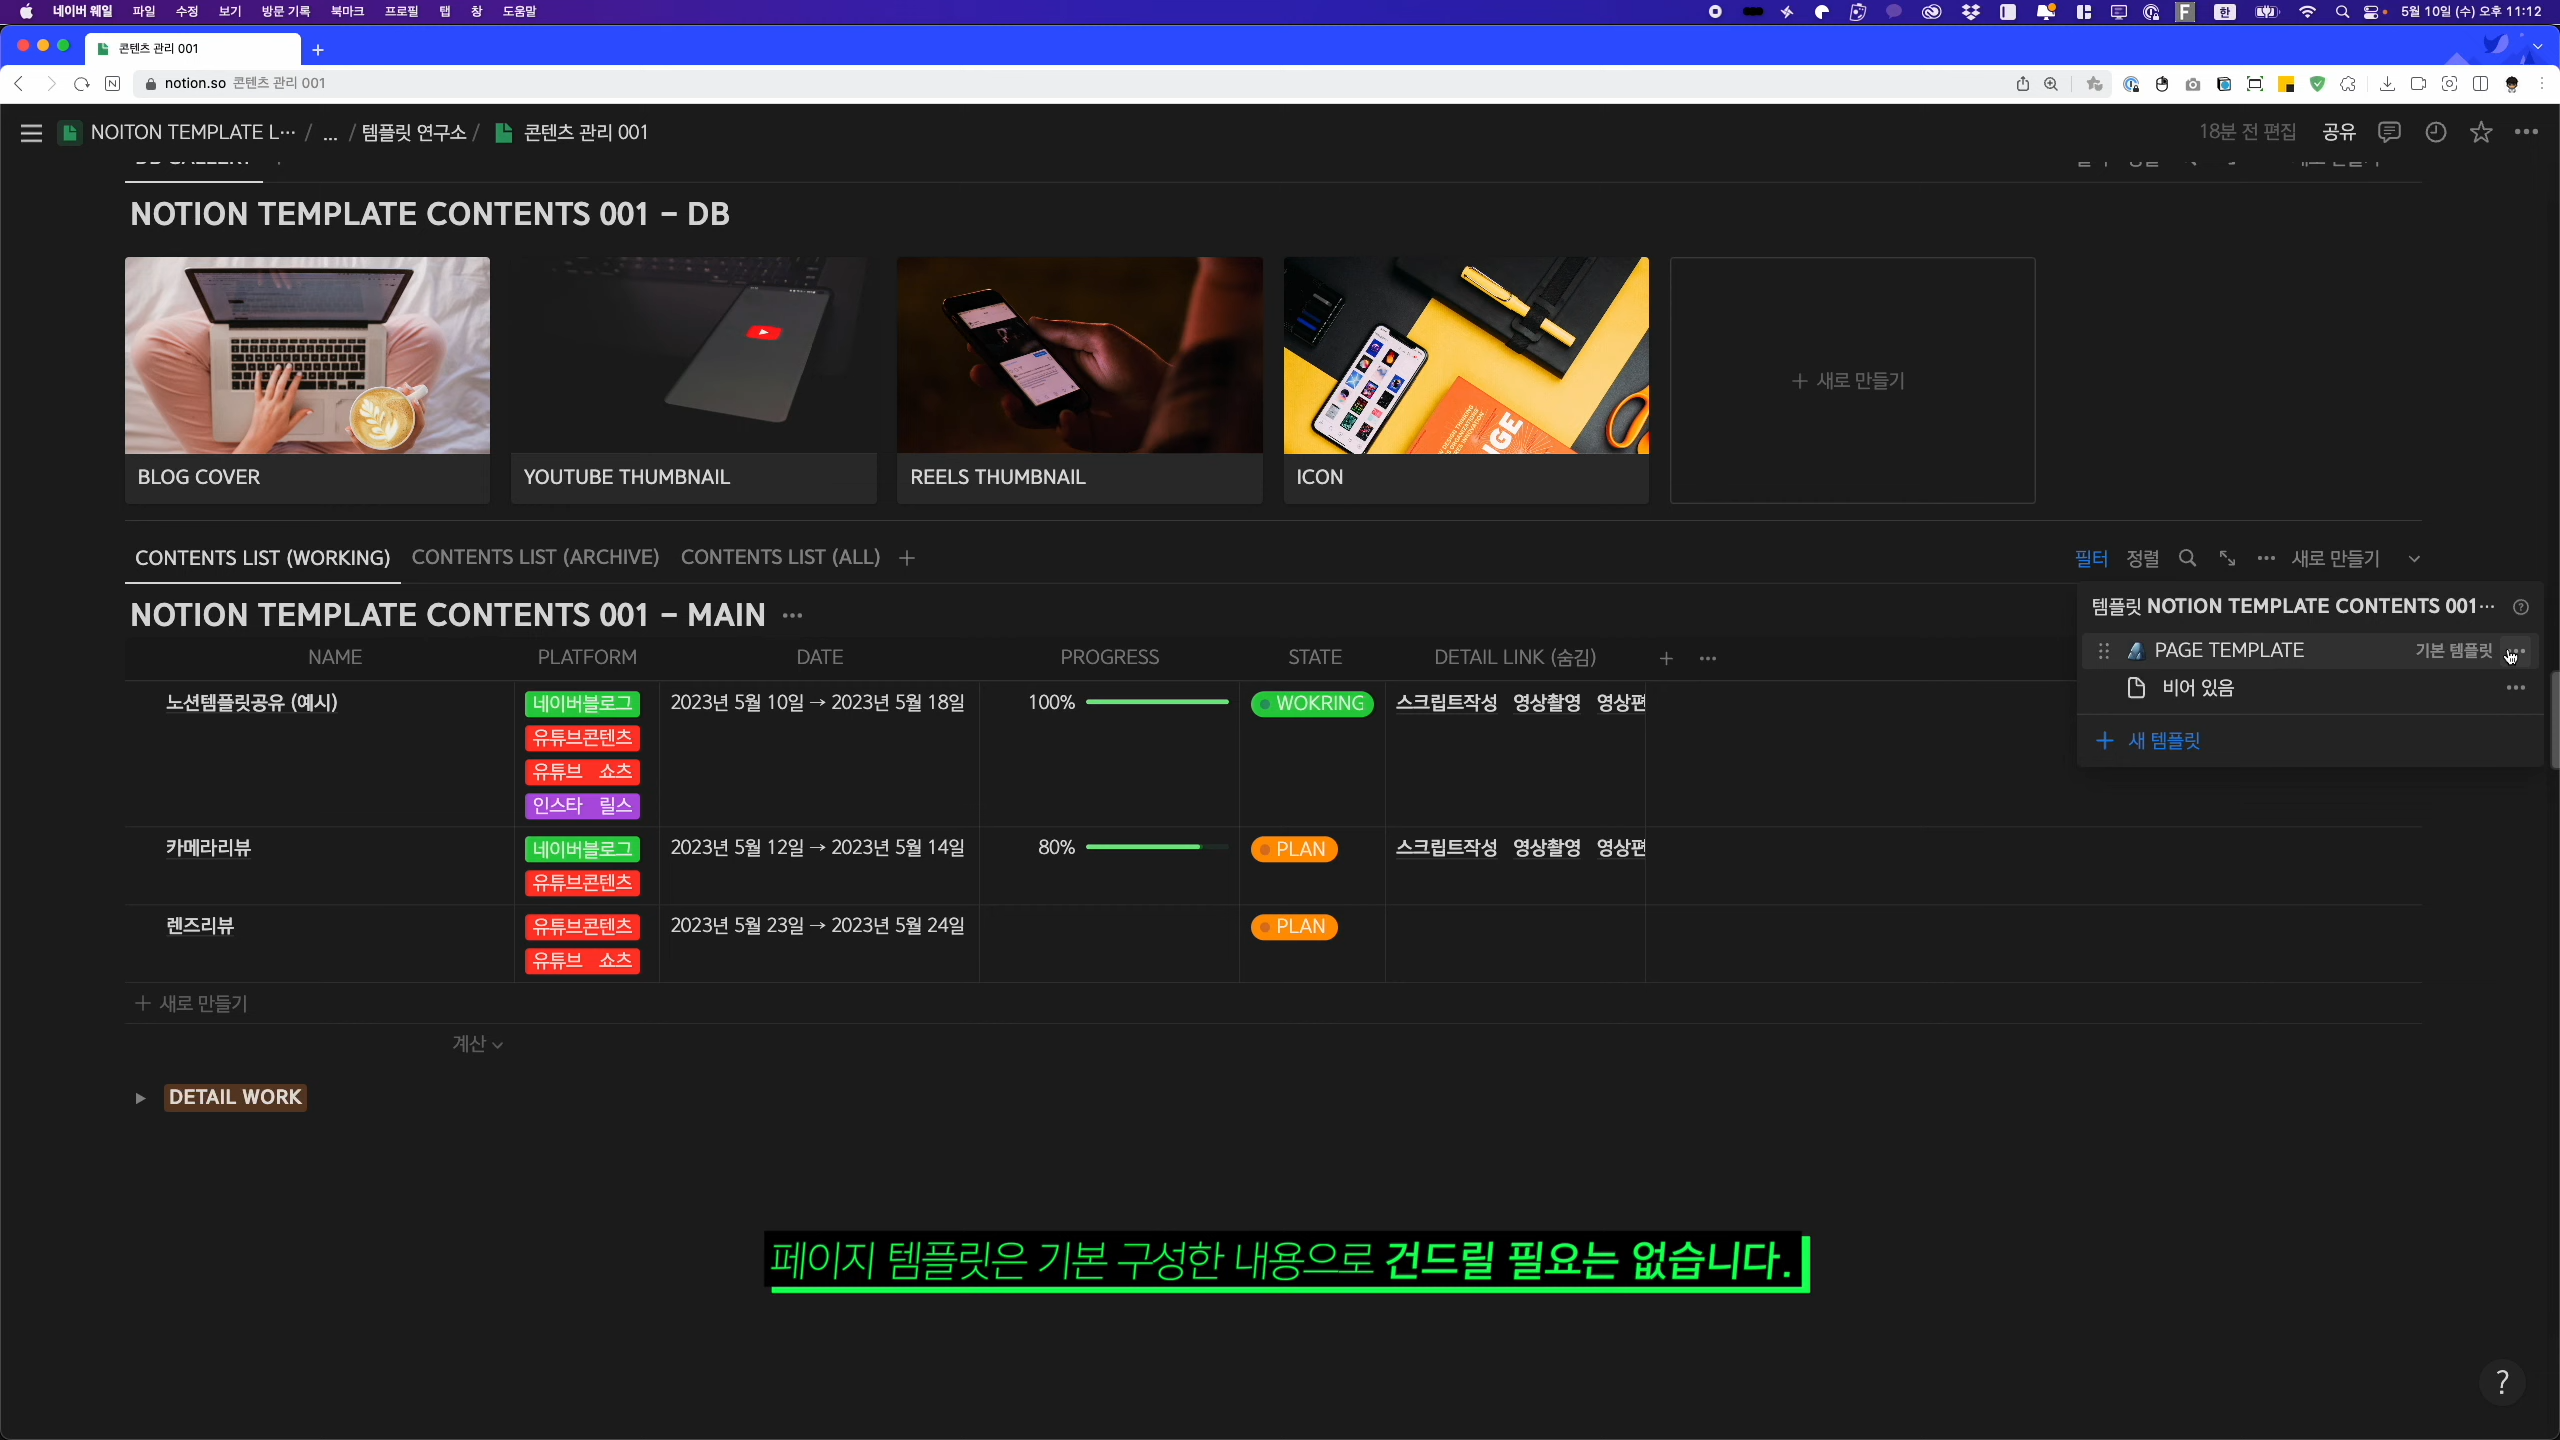 네이버 웨일 파일 수정 보기 방문 기록 북마크 프로필 탭 창 도움말
한
5월 10일 (수) 오후 11:12
콘텐츠 관리 001
notion.so 콘텐츠 관리 001
NOITON TEMPLATE L··· / ... / 템플릿 연구소 / 콘텐츠 관리 001
18분 전 편집 공유
NOTION TEMPLATE CONTENTS 001 – DB
IGE
+ 새로 만들기
BLOG COVER
YOUTUBE THUMBNAIL
REELS THUMBNAIL
ICON
CONTENTS LIST (WORKING) CONTENTS LIST (ARCHIVE) CONTENTS LIST (ALL) +
필터 정렬 ··· 새로 만들기
NOTION TEMPLATE CONTENTS 001 – MAIN ···
템플릿 NOTION TEMPLATE CONTENTS 001···
PAGE TEMPLATE 기본 템플릿
비어 있음 ···
+ 새 템플릿
NAME PLATFORM DATE PROGRESS STATE DETAIL LINK (숨김) + ···
노션템플릿공유 (예시) 네이버블로그 2023년 5월 10일 → 2023년 5월 18일 100% WOKRING 스크립트작성 영상촬영 영상편
유튜브콘텐츠
유튜브 쇼츠
인스타 릴스
카메라리뷰 네이버블로그 2023년 5월 12일 → 2023년 5월 14일 80% PLAN 스크립트작성 영상촬영 영상편
유튜브콘텐츠
렌즈리뷰 유튜브콘텐츠 2023년 5월 23일 → 2023년 5월 24일 PLAN
유튜브 쇼츠
+ 새로 만들기
계산
DETAIL WORK
페이지 템플릿은 기본 구성한 내용으로 건드릴 필요는 없습니다.
?